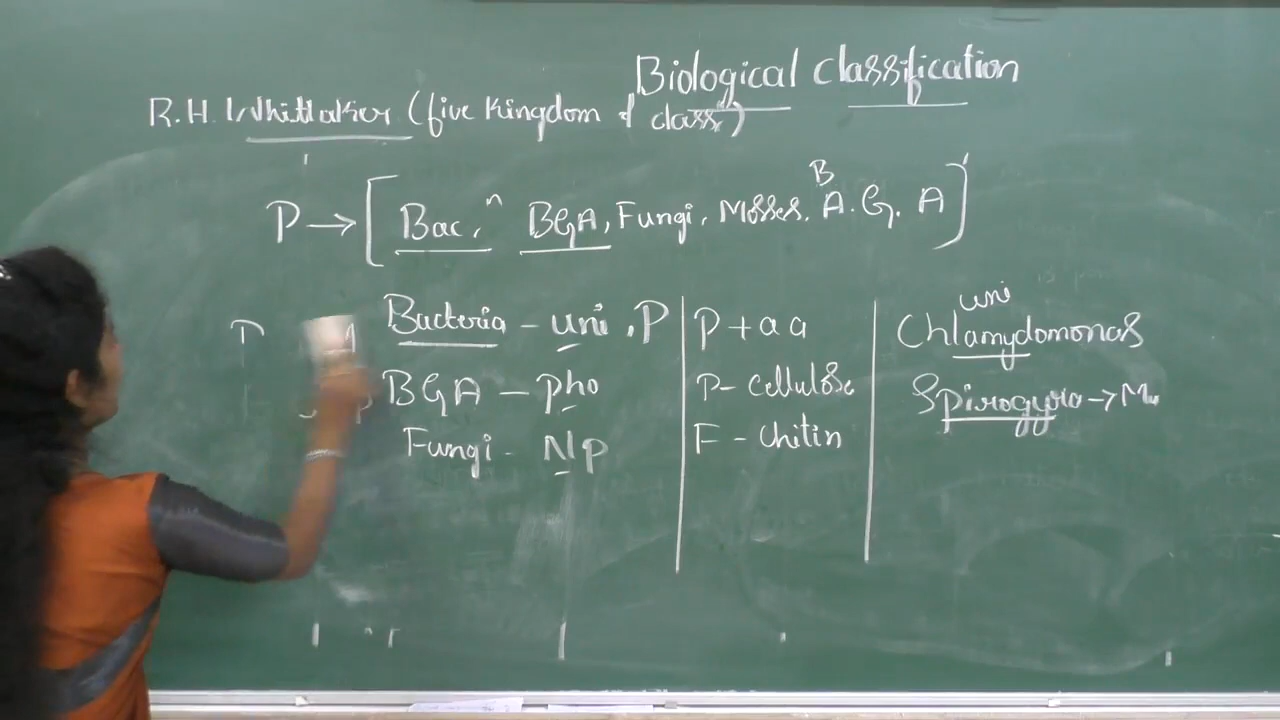 Biological Classification
R.H. Whittaker (five Kingdom of class)
B
P → [Bac, BGA, Fungi, Mosses. A. G. A]
Bacteria - uni, P
BGA - pho
Fungi - Np
P + a a
P - cellulose
F - chitin
uni
Chlamydomonas
Spirogyra → M